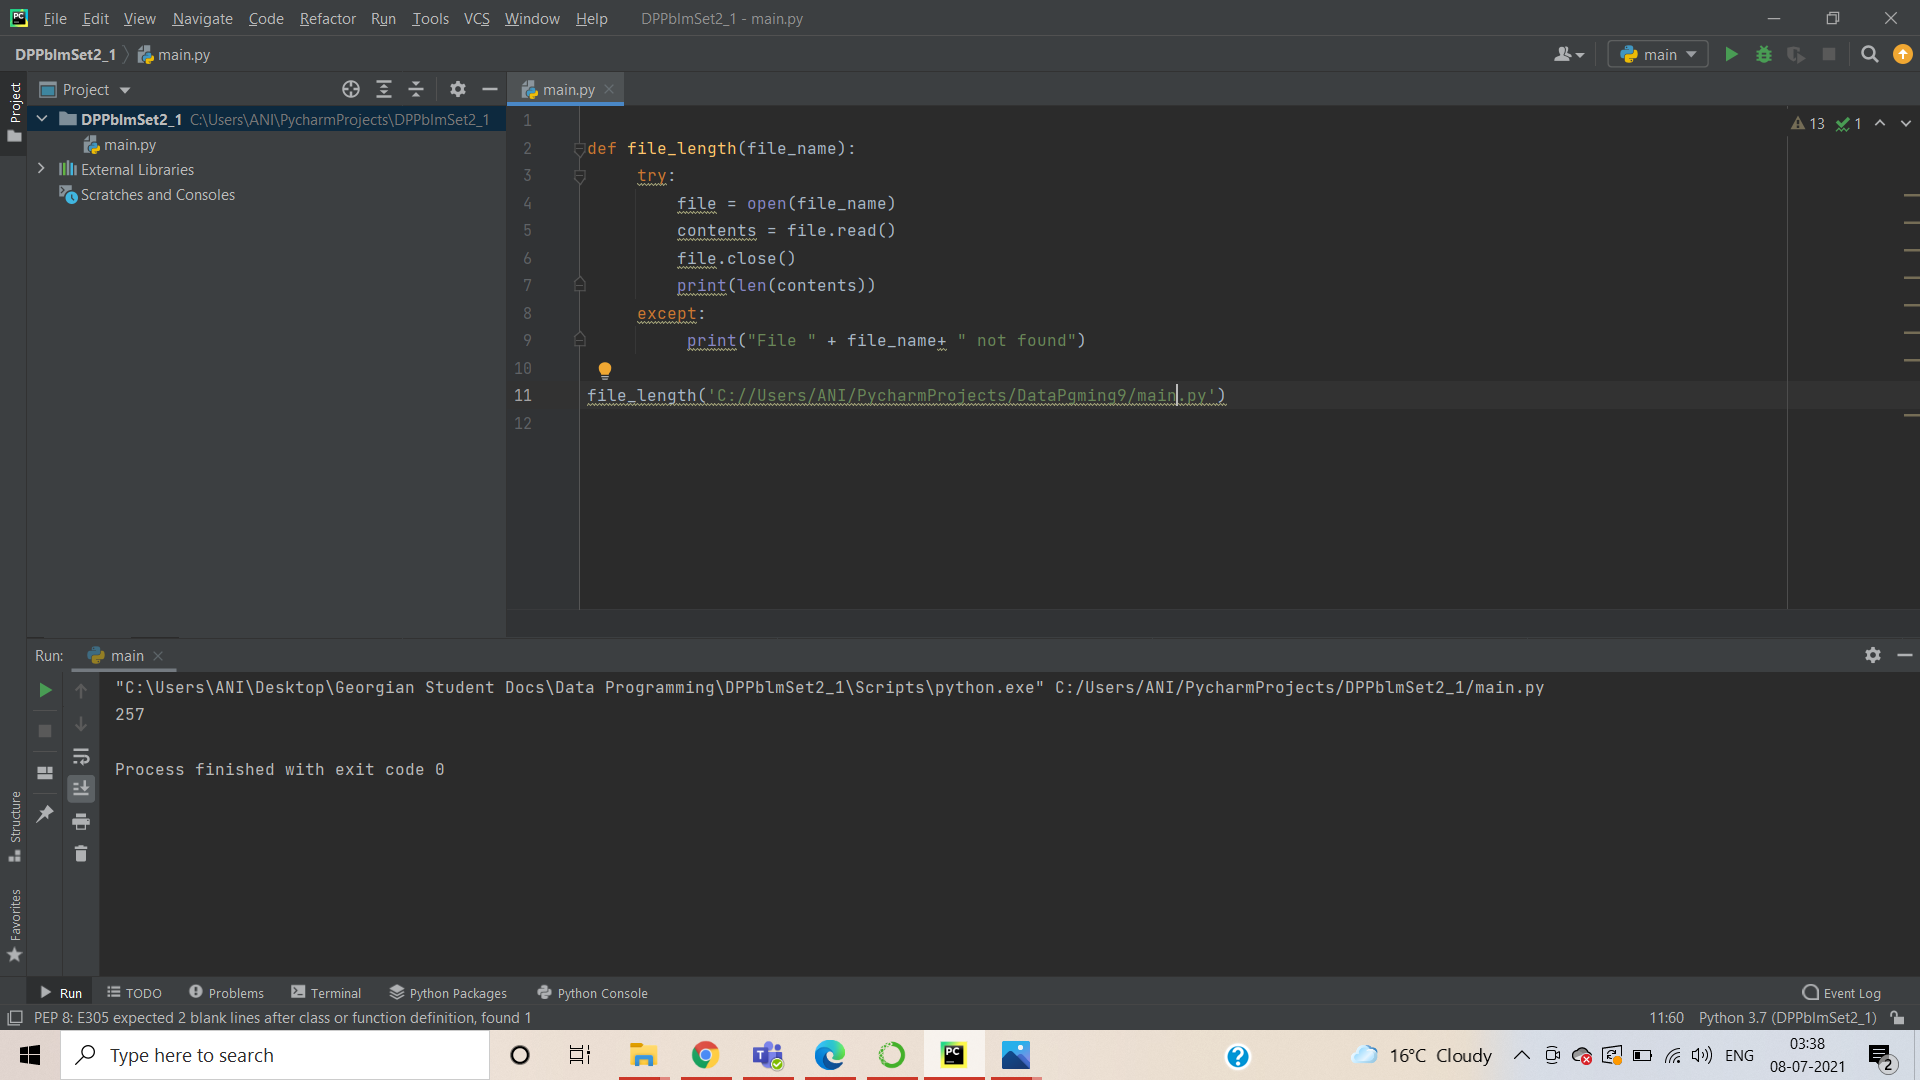 PC File Edit View Navigate Code Refactor Run Tools VCS Window Help DPPblmSet2_1 - main.py
DPPblmSet2_1 main.py main
Project
Project
DPPblmSet2_1 C:\Users\ANI\PycharmProjects\DPPblmSet2_1
main.py
External Libraries
Scratches and Consoles
main.py
13 1
1
2 def file_length(file_name):
3 try:
4 file = open(file_name)
5 contents = file.read()
6 file.close()
7 print(len(contents))
8 except:
9 print("File " + file_name+ " not found")
10
11 file_length('C://Users/ANI/PycharmProjects/DataPgming9/main.py')
12
Run: main
"C:\Users\ANI\Desktop\Georgian Student Docs\Data Programming\DPPblmSet2_1\Scripts\python.exe" C:/Users/ANI/PycharmProjects/DPPblmSet2_1/main.py
257
Process finished with exit code 0
Structure
Favorites
Run TODO Problems Terminal Python Packages Python Console Event Log
PEP 8: E305 expected 2 blank lines after class or function definition, found 1 11:60 Python 3.7 (DPPblmSet2_1)
Type here to search PC 16°C Cloudy ENG 03:38
08-07-2021 2